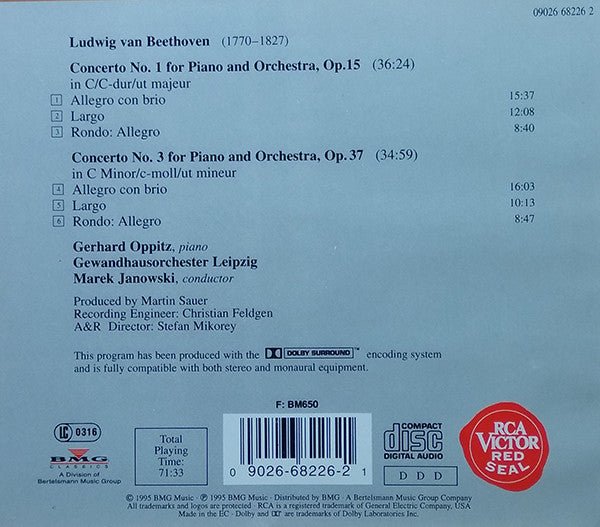 09026 68226 2
Ludwig van Beethoven (1770–1827)
Concerto No. 1 for Piano and Orchestra, Op.15 (36:24)
in C/C-dur/ut majeur
1 Allegro con brio 15:37
2 Largo 12:08
3 Rondo: Allegro 8:40
Concerto No. 3 for Piano and Orchestra, Op. 37 (34:59)
in C Minor/c-moll/ut mineur
4 Allegro con brio 16:03
5 Largo 10:13
6 Rondo: Allegro 8:47
Gerhard Oppitz, piano
Gewandhausorchester Leipzig
Marek Janowski, conductor
Produced by Martin Sauer
Recording Engineer: Christian Feldgen
A&R Director: Stefan Mikorey
This program has been produced with the DOLBY SURROUND™ encoding system
and is fully compatible with both stereo and monaural equipment.
F: BM650
LC 0316
BMG
CLASSICS
A Division of
Bertelsmann Music Group
Total
Playing
Time:
71:33
0 9026-68226-2 1
COMPACT
disc
DIGITAL AUDIO
D D D
RCA
VICTOR
RED
SEAL
© 1995 BMG Music · ℗ 1995 BMG Music · Distributed by BMG · A Bertelsmann Music Group Company
All trademarks and logos are protected · RCA is a registered trademark of General Electric Company, USA
Made in the EC · Dolby and DD are trademarks of Dolby Laboratories Inc.